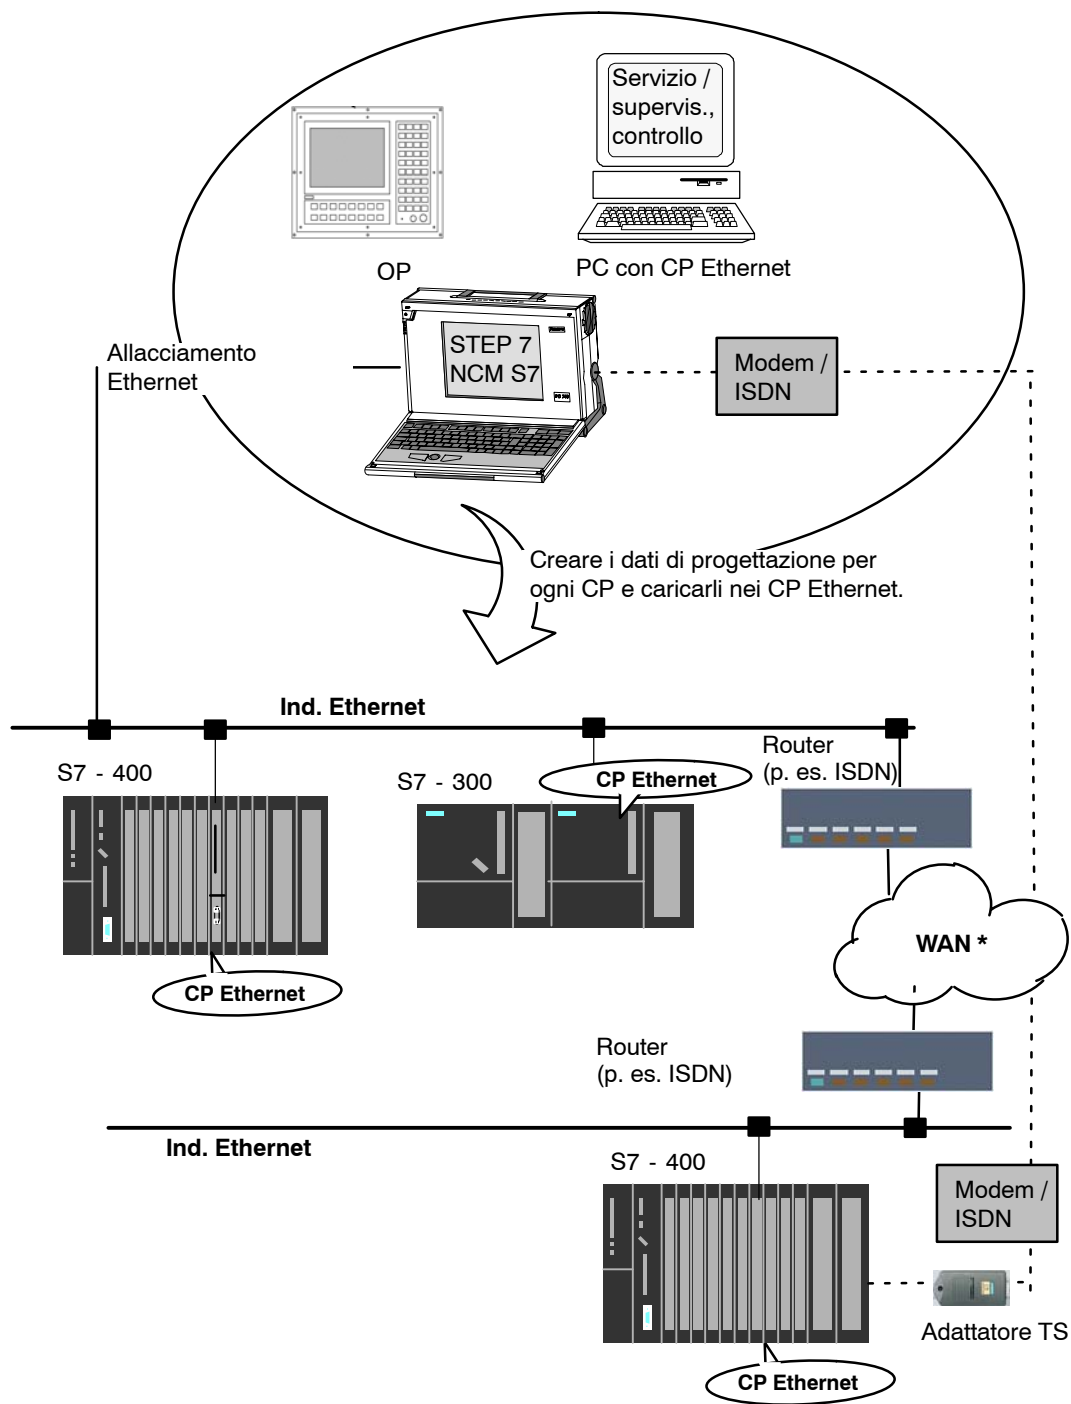 Servizio /
supervis.,
controllo
OP
PC con CP Ethernet
Allacciamento
Ethernet
STEP 7
NCM S7
Modem /
ISDN
Creare i dati di progettazione per
ogni CP e caricarli nei CP Ethernet.
Ind. Ethernet
S7 - 400
S7 - 300
CP Ethernet
Router
(p. es. ISDN)
CP Ethernet
WAN *
Router
(p. es. ISDN)
Ind. Ethernet
S7 - 400
Modem /
ISDN
Adattatore TS
CP Ethernet